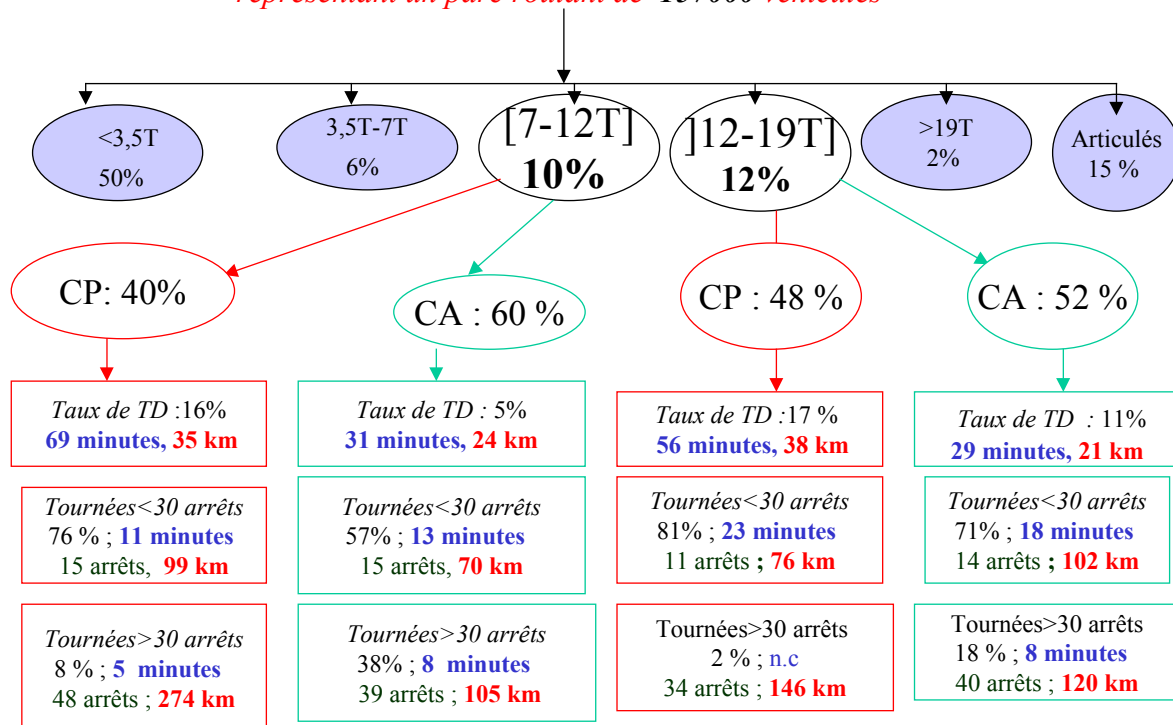 représentant un parc roulant de 137000 véhicules
<3,5T
50%
3,5T-7T
6%
[7-12T]
10%
]12-19T]
12%
>19T
2%
Articulés
15 %
CP: 40%
CA : 60 %
CP : 48 %
CA : 52 %
Taux de TD :16%
69 minutes, 35 km
Taux de TD : 5%
31 minutes, 24 km
Taux de TD :17 %
56 minutes, 38 km
Taux de TD : 11%
29 minutes, 21 km
Tournées<30 arrêts
76 % ; 11 minutes
15 arrêts, 99 km
Tournées<30 arrêts
57% ; 13 minutes
15 arrêts, 70 km
Tournées<30 arrêts
81% ; 23 minutes
11 arrêts ; 76 km
Tournées<30 arrêts
71% ; 18 minutes
14 arrêts ; 102 km
Tournées>30 arrêts
8 % ; 5 minutes
48 arrêts ; 274 km
Tournées>30 arrêts
38% ; 8 minutes
39 arrêts ; 105 km
Tournées>30 arrêts
2 % ; n.c
34 arrêts ; 146 km
Tournées>30 arrêts
18 % ; 8 minutes
40 arrêts ; 120 km